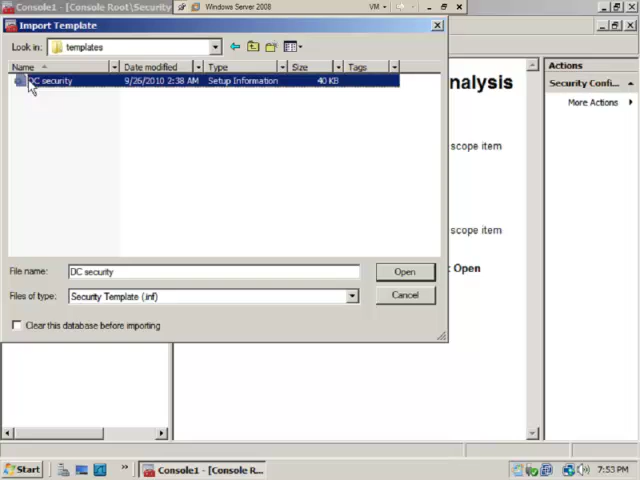 Console1 - [Console Root\Security
Windows Server 2008
VM
Import Template
Look in:
templates
Name
Date modified
Type
Size
Tags
DC security
9/26/2010 2:38 AM
Setup Information
40 KB
nalysis
scope item
scope item
: Open
Actions
Security Confi...
More Actions
File name:
DC security
Open
Files of type:
Security Template (.inf)
Cancel
Clear this database before importing
Start
»
Console1 - [Console R...
7:53 PM